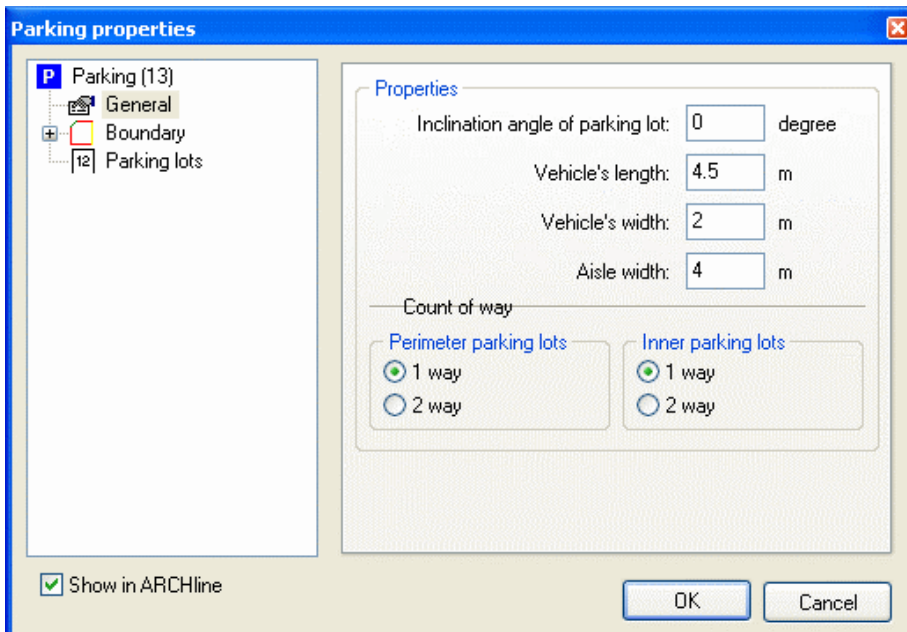 Parking properties
P Parking (13)
General
Boundary
12 Parking lots
Properties
Inclination angle of parking lot: 0 degree
Vehicle's length: 4.5 m
Vehicle's width: 2 m
Aisle width: 4 m
Count of way
Perimeter parking lots
1 way
2 way
Inner parking lots
1 way
2 way
Show in ARCHline
OK
Cancel